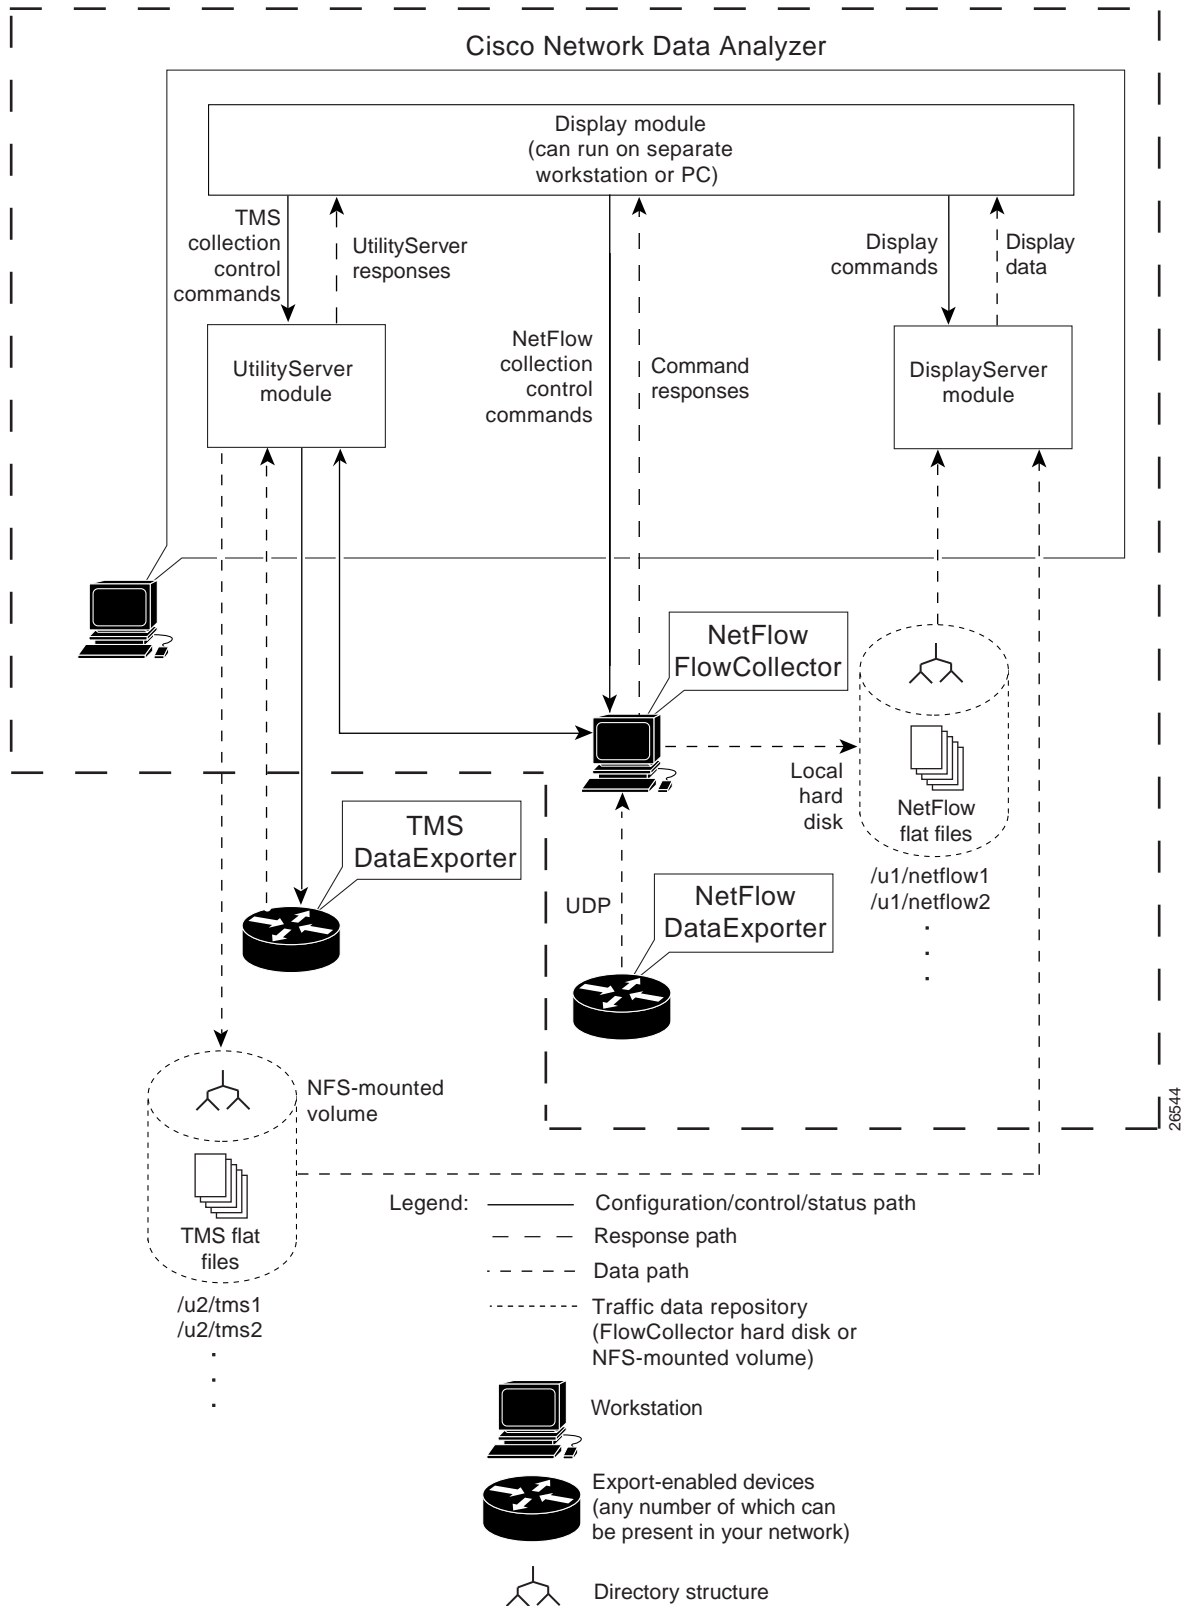 Cisco Network Data Analyzer
Display module
(can run on separate
workstation or PC)
TMS
collection
control
commands
UtilityServer
responses
NetFlow
collection
control
commands
Command
responses
Display
commands
Display
data
UtilityServer
module
DisplayServer
module
NetFlow
FlowCollector
Local
hard
disk
NetFlow
flat files
/u1/netflow1
/u1/netflow2
.
.
.
TMS
DataExporter
UDP
NetFlow
DataExporter
NFS-mounted
volume
TMS flat
files
/u2/tms1
/u2/tms2
.
.
.
26544
Legend:
Configuration/control/status path
Response path
Data path
Traffic data repository
(FlowCollector hard disk or
NFS-mounted volume)
Workstation
Export-enabled devices
(any number of which can
be present in your network)
Directory structure